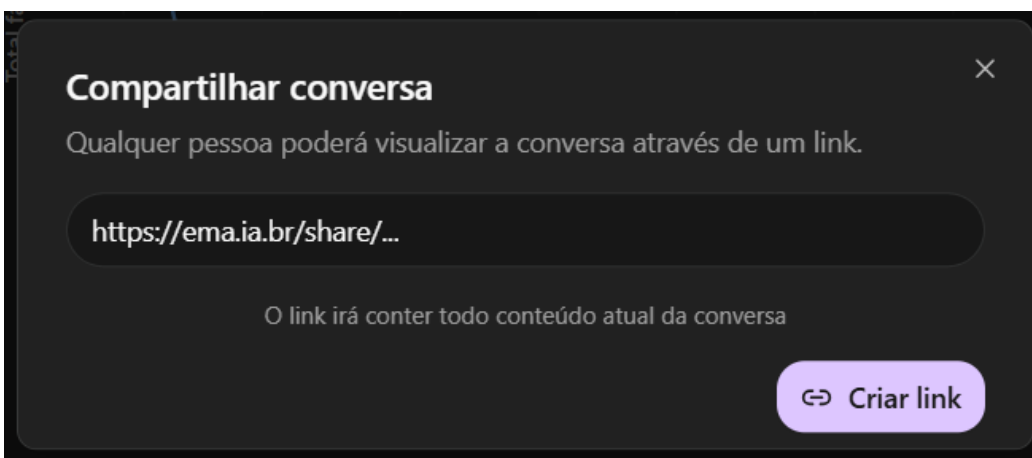 Total
Compartilhar conversa
Qualquer pessoa poderá visualizar a conversa através de um link.
https://ema.ia.br/share/...
O link irá conter todo conteúdo atual da conversa
Criar link